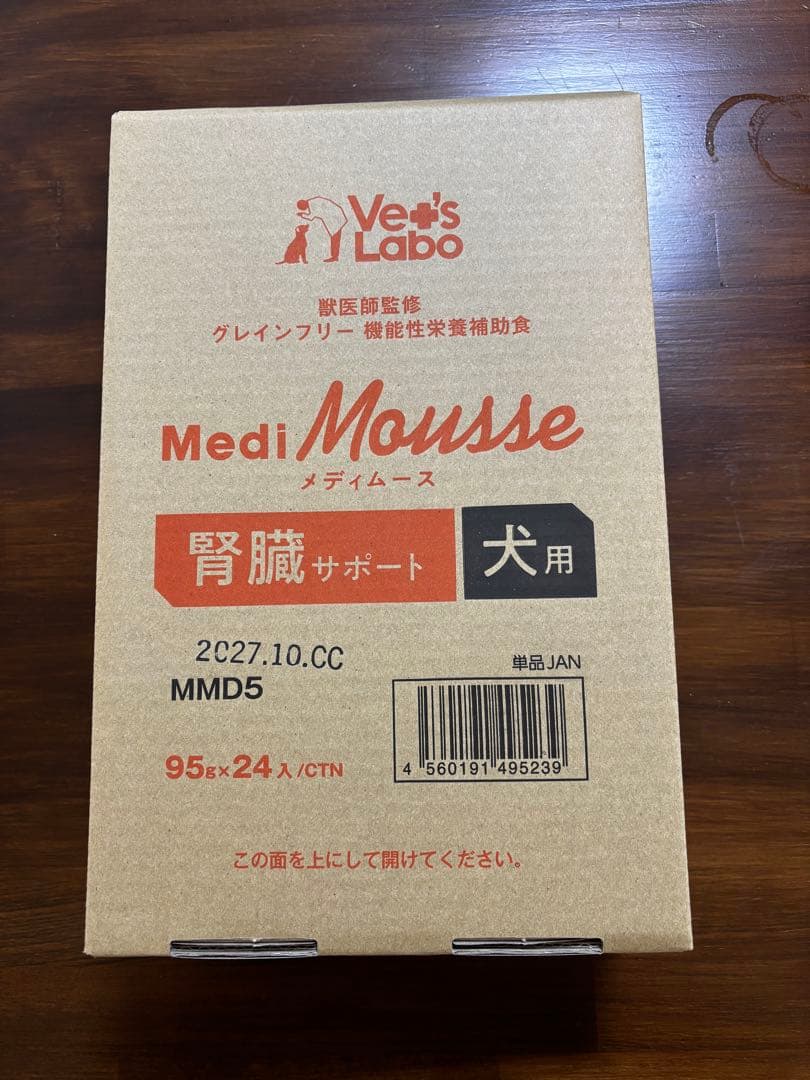 Vet's
Labo
獣医師監修
グレインフリー 機能性栄養補助食
Medi Mousse
メディムース
腎臓サポート 犬用
2027.10.CC
MMD5
単品JAN
4 560191 495239
95g×24入/CTN
この面を上にして開けてください。